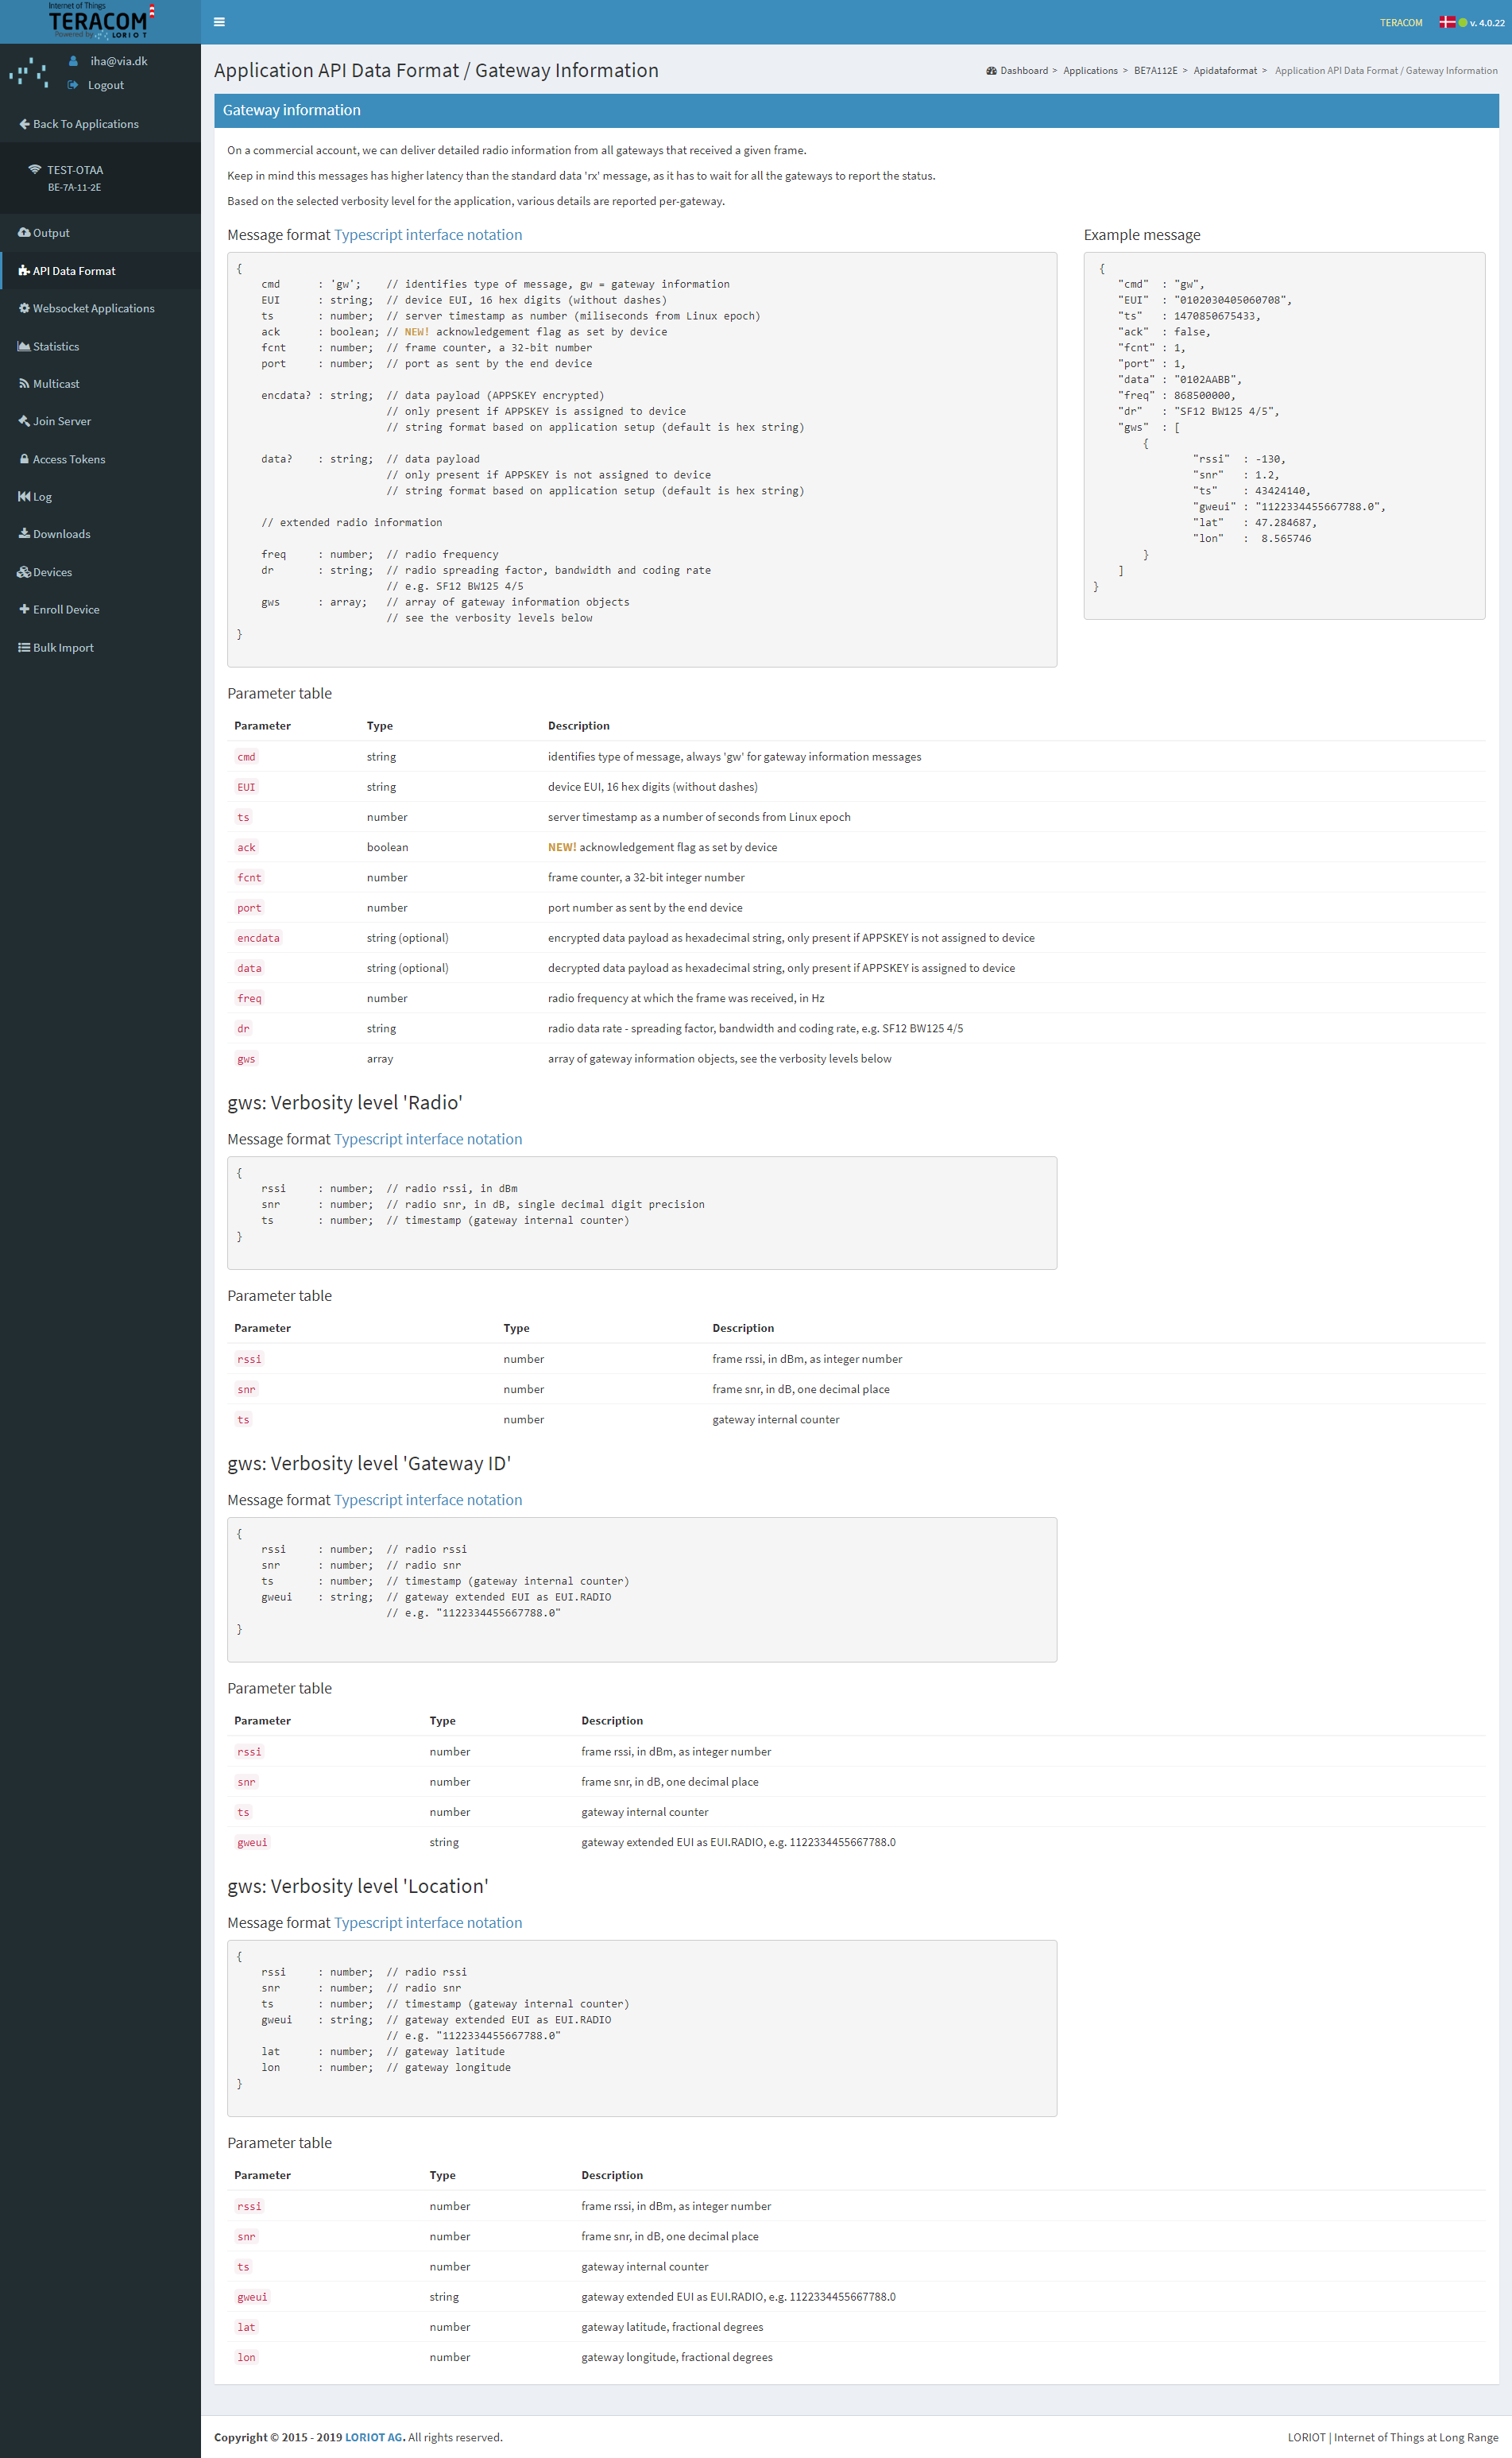 Internet of Things
TERACOM
Powered by LORIOT
TERACOM
v. 4.0.22
iha@via.dk
Logout
Back To Applications
TEST-OTAA
BE-7A-11-2E
Output
API Data Format
Websocket Applications
Statistics
Multicast
Join Server
Access Tokens
Log
Downloads
Devices
Enroll Device
Bulk Import
Application API Data Format / Gateway Information
Dashboard > Applications > BE7A112E > Apidataformat > Application API Data Format / Gateway Information
Gateway information
On a commercial account, we can deliver detailed radio information from all gateways that received a given frame.
Keep in mind this messages has higher latency than the standard data 'rx' message, as it has to wait for all the gateways to report the status.
Based on the selected verbosity level for the application, various details are reported per-gateway.
Message format Typescript interface notation
{
cmd : 'gw'; // identifies type of message, gw = gateway information
EUI : string; // device EUI, 16 hex digits (without dashes)
ts : number; // server timestamp as number (miliseconds from Linux epoch)
ack : boolean; // NEW! acknowledgement flag as set by device
fcnt : number; // frame counter, a 32-bit number
port : number; // port as sent by the end device
encdata? : string; // data payload (APPSKEY encrypted)
// only present if APPSKEY is assigned to device
// string format based on application setup (default is hex string)
data? : string; // data payload
// only present if APPSKEY is not assigned to device
// string format based on application setup (default is hex string)
// extended radio information
freq : number; // radio frequency
dr : string; // radio spreading factor, bandwidth and coding rate
// e.g. SF12 BW125 4/5
gws : array; // array of gateway information objects
// see the verbosity levels below
}
Example message
{
"cmd" : "gw",
"EUI" : "0102030405060708",
"ts" : 1470850675433,
"ack" : false,
"fcnt" : 1,
"port" : 1,
"data" : "0102AABB",
"freq" : 868500000,
"dr" : "SF12 BW125 4/5",
"gws" : [
{
"rssi" : -130,
"snr" : 1.2,
"ts" : 43424140,
"gweui" : "1122334455667788.0",
"lat" : 47.284687,
"lon" : 8.565746
}
]
}
Parameter table
Parameter Type Description
cmd string identifies type of message, always 'gw' for gateway information messages
EUI string device EUI, 16 hex digits (without dashes)
ts number server timestamp as a number of seconds from Linux epoch
ack boolean NEW! acknowledgement flag as set by device
fcnt number frame counter, a 32-bit integer number
port number port number as sent by the end device
encdata string (optional) encrypted data payload as hexadecimal string, only present if APPSKEY is not assigned to device
data string (optional) decrypted data payload as hexadecimal string, only present if APPSKEY is assigned to device
freq number radio frequency at which the frame was received, in Hz
dr string radio data rate - spreading factor, bandwidth and coding rate, e.g. SF12 BW125 4/5
gws array array of gateway information objects, see the verbosity levels below
gws: Verbosity level 'Radio'
Message format Typescript interface notation
{
rssi : number; // radio rssi, in dBm
snr : number; // radio snr, in dB, single decimal digit precision
ts : number; // timestamp (gateway internal counter)
}
Parameter table
Parameter Type Description
rssi number frame rssi, in dBm, as integer number
snr number frame snr, in dB, one decimal place
ts number gateway internal counter
gws: Verbosity level 'Gateway ID'
Message format Typescript interface notation
{
rssi : number; // radio rssi
snr : number; // radio snr
ts : number; // timestamp (gateway internal counter)
gweui : string; // gateway extended EUI as EUI.RADIO
// e.g. "1122334455667788.0"
}
Parameter table
Parameter Type Description
rssi number frame rssi, in dBm, as integer number
snr number frame snr, in dB, one decimal place
ts number gateway internal counter
gweui string gateway extended EUI as EUI.RADIO, e.g. 1122334455667788.0
gws: Verbosity level 'Location'
Message format Typescript interface notation
{
rssi : number; // radio rssi
snr : number; // radio snr
ts : number; // timestamp (gateway internal counter)
gweui : string; // gateway extended EUI as EUI.RADIO
// e.g. "1122334455667788.0"
lat : number; // gateway latitude
lon : number; // gateway longitude
}
Parameter table
Parameter Type Description
rssi number frame rssi, in dBm, as integer number
snr number frame snr, in dB, one decimal place
ts number gateway internal counter
gweui string gateway extended EUI as EUI.RADIO, e.g. 1122334455667788.0
lat number gateway latitude, fractional degrees
lon number gateway longitude, fractional degrees
Copyright © 2015 - 2019 LORIOT AG. All rights reserved.
LORIOT | Internet of Things at Long Range